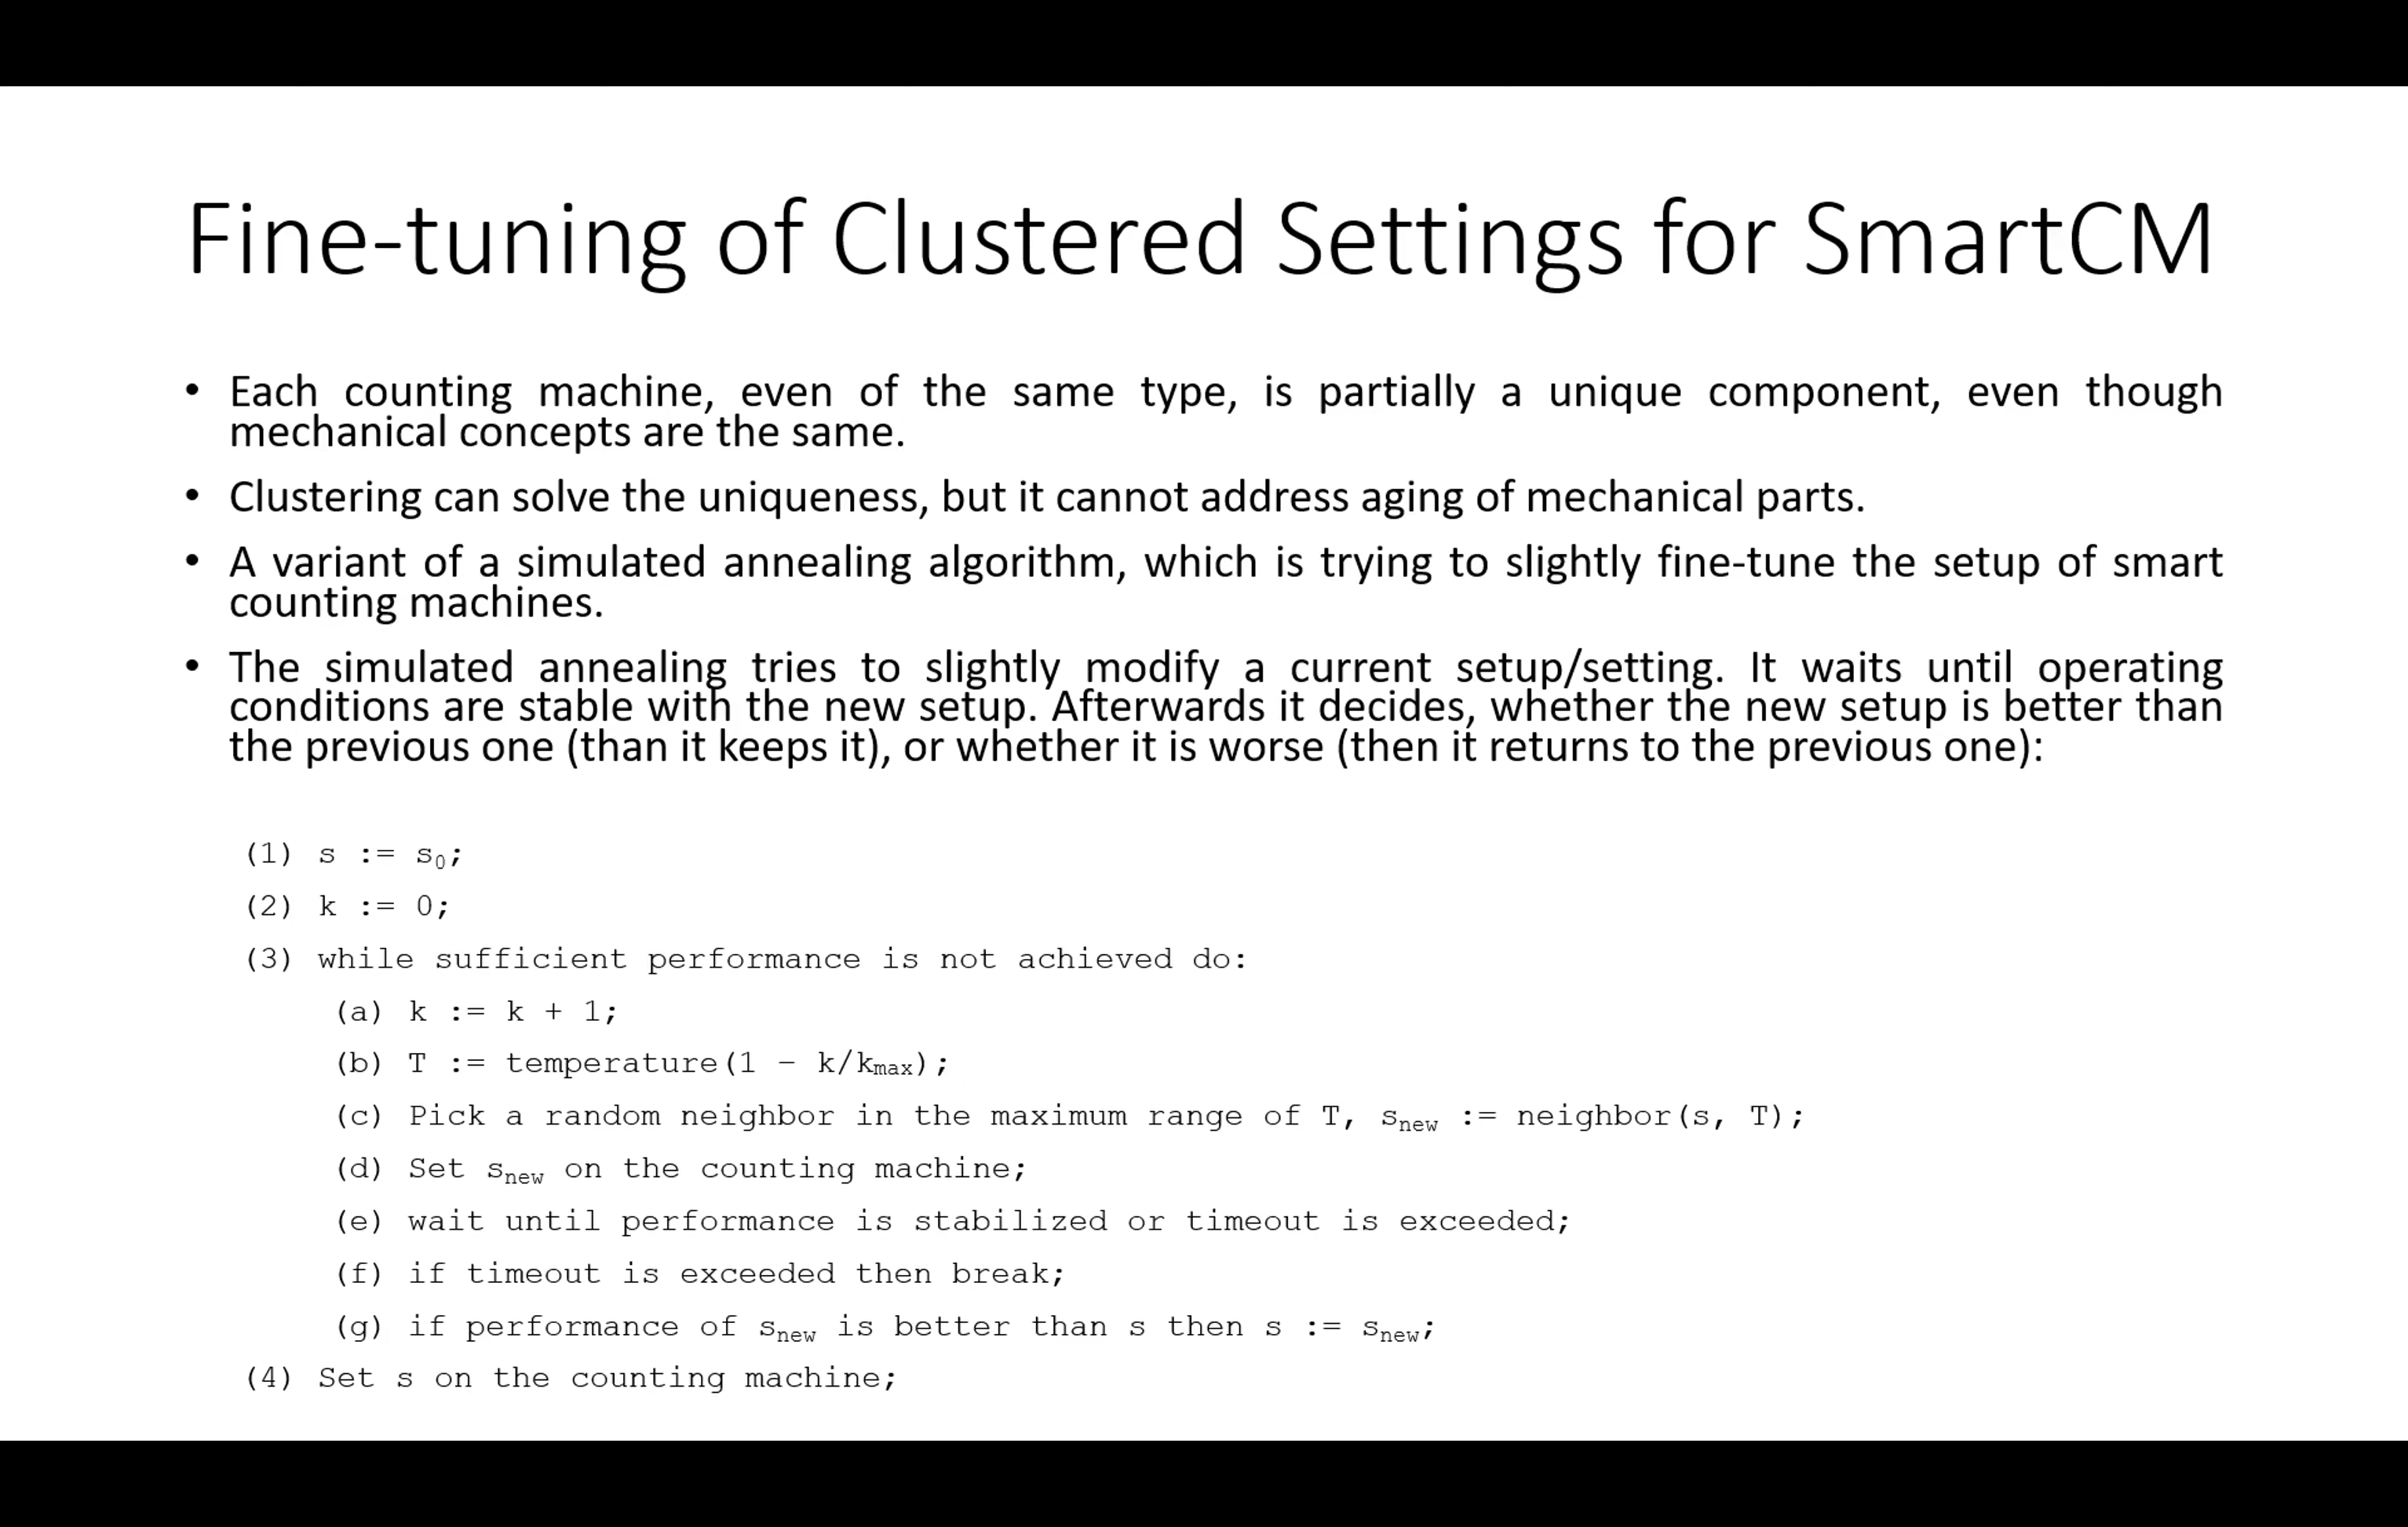 Fine-tuning of Clustered Settings for SmartCM
• Each counting machine, even of the same type, is partially a unique component, even though
mechanical concepts are the same.
• Clustering can solve the uniqueness, but it cannot address aging of mechanical parts.
• A variant of a simulated annealing algorithm, which is trying to slightly fine-tune the setup of smart
counting machines.
• The simulated annealing tries to slightly modify a current setup/setting. It waits until operating
conditions are stable with the new setup. Afterwards it decides, whether the new setup is better than
the previous one (than it keeps it), or whether it is worse (then it returns to the previous one):
(1) s := s₀;
(2) k := 0;
(3) while sufficient performance is not achieved do:
(a) k := k + 1;
(b) T := temperature(1 – k/kmax);
(c) Pick a random neighbor in the maximum range of T, snew := neighbor(s, T);
(d) Set snew on the counting machine;
(e) wait until performance is stabilized or timeout is exceeded;
(f) if timeout is exceeded then break;
(g) if performance of snew is better than s then s := snew;
(4) Set s on the counting machine;